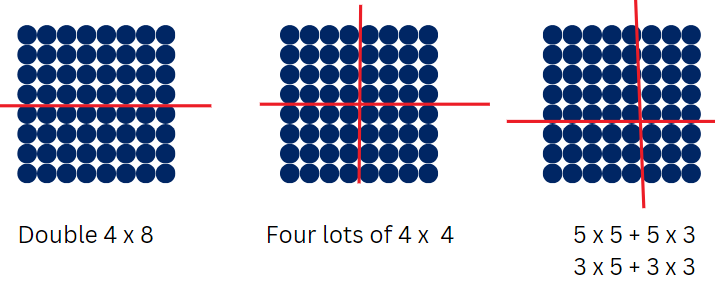 Double 4 x 8
Four lots of 4 x 4
5 x 5 + 5 x 3
3 x 5 + 3 x 3